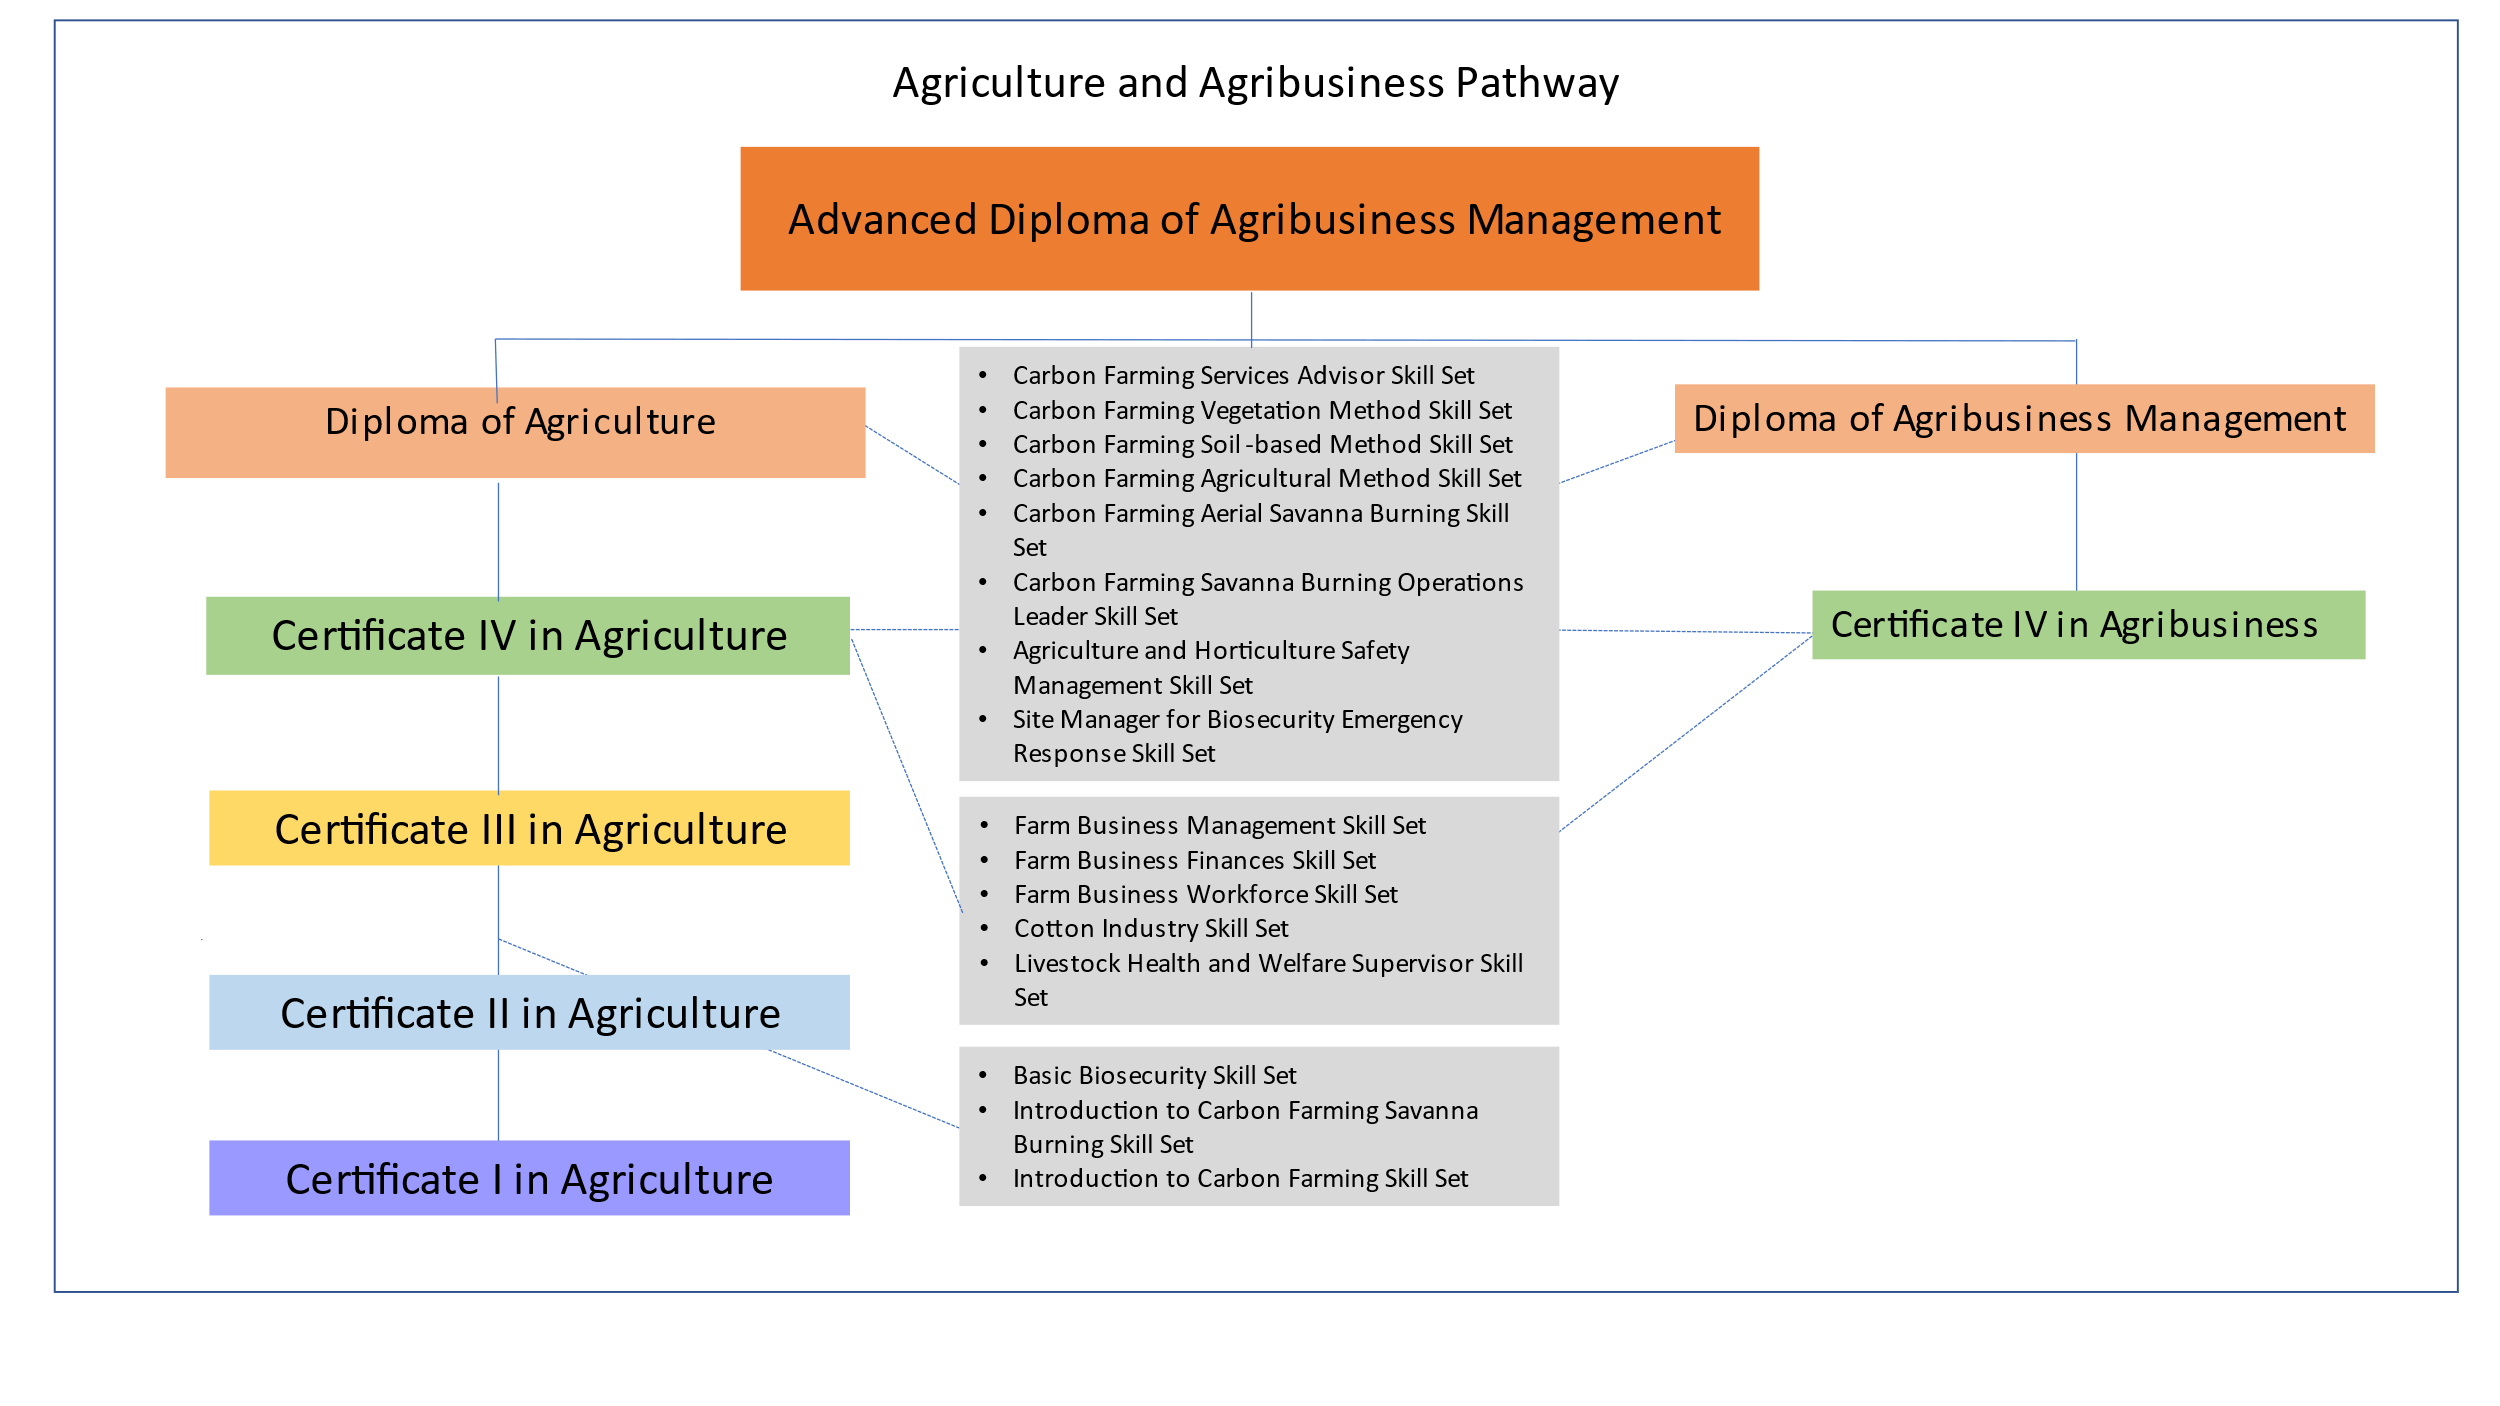 Agriculture and Agribusiness Pathway
Advanced Diploma of Agribusiness Management
Diploma of Agriculture
Diploma of Agribusiness Management
• Carbon Farming Services Advisor Skill Set
• Carbon Farming Vegetation Method Skill Set
• Carbon Farming Soil-based Method Skill Set
• Carbon Farming Agricultural Method Skill Set
• Carbon Farming Aerial Savanna Burning Skill
Set
• Carbon Farming Savanna Burning Operations
Leader Skill Set
• Agriculture and Horticulture Safety
Management Skill Set
• Site Manager for Biosecurity Emergency
Response Skill Set
Certificate IV in Agriculture
Certificate IV in Agribusiness
Certificate III in Agriculture
• Farm Business Management Skill Set
• Farm Business Finances Skill Set
• Farm Business Workforce Skill Set
• Cotton Industry Skill Set
• Livestock Health and Welfare Supervisor Skill
Set
Certificate II in Agriculture
• Basic Biosecurity Skill Set
• Introduction to Carbon Farming Savanna
Burning Skill Set
• Introduction to Carbon Farming Skill Set
Certificate I in Agriculture